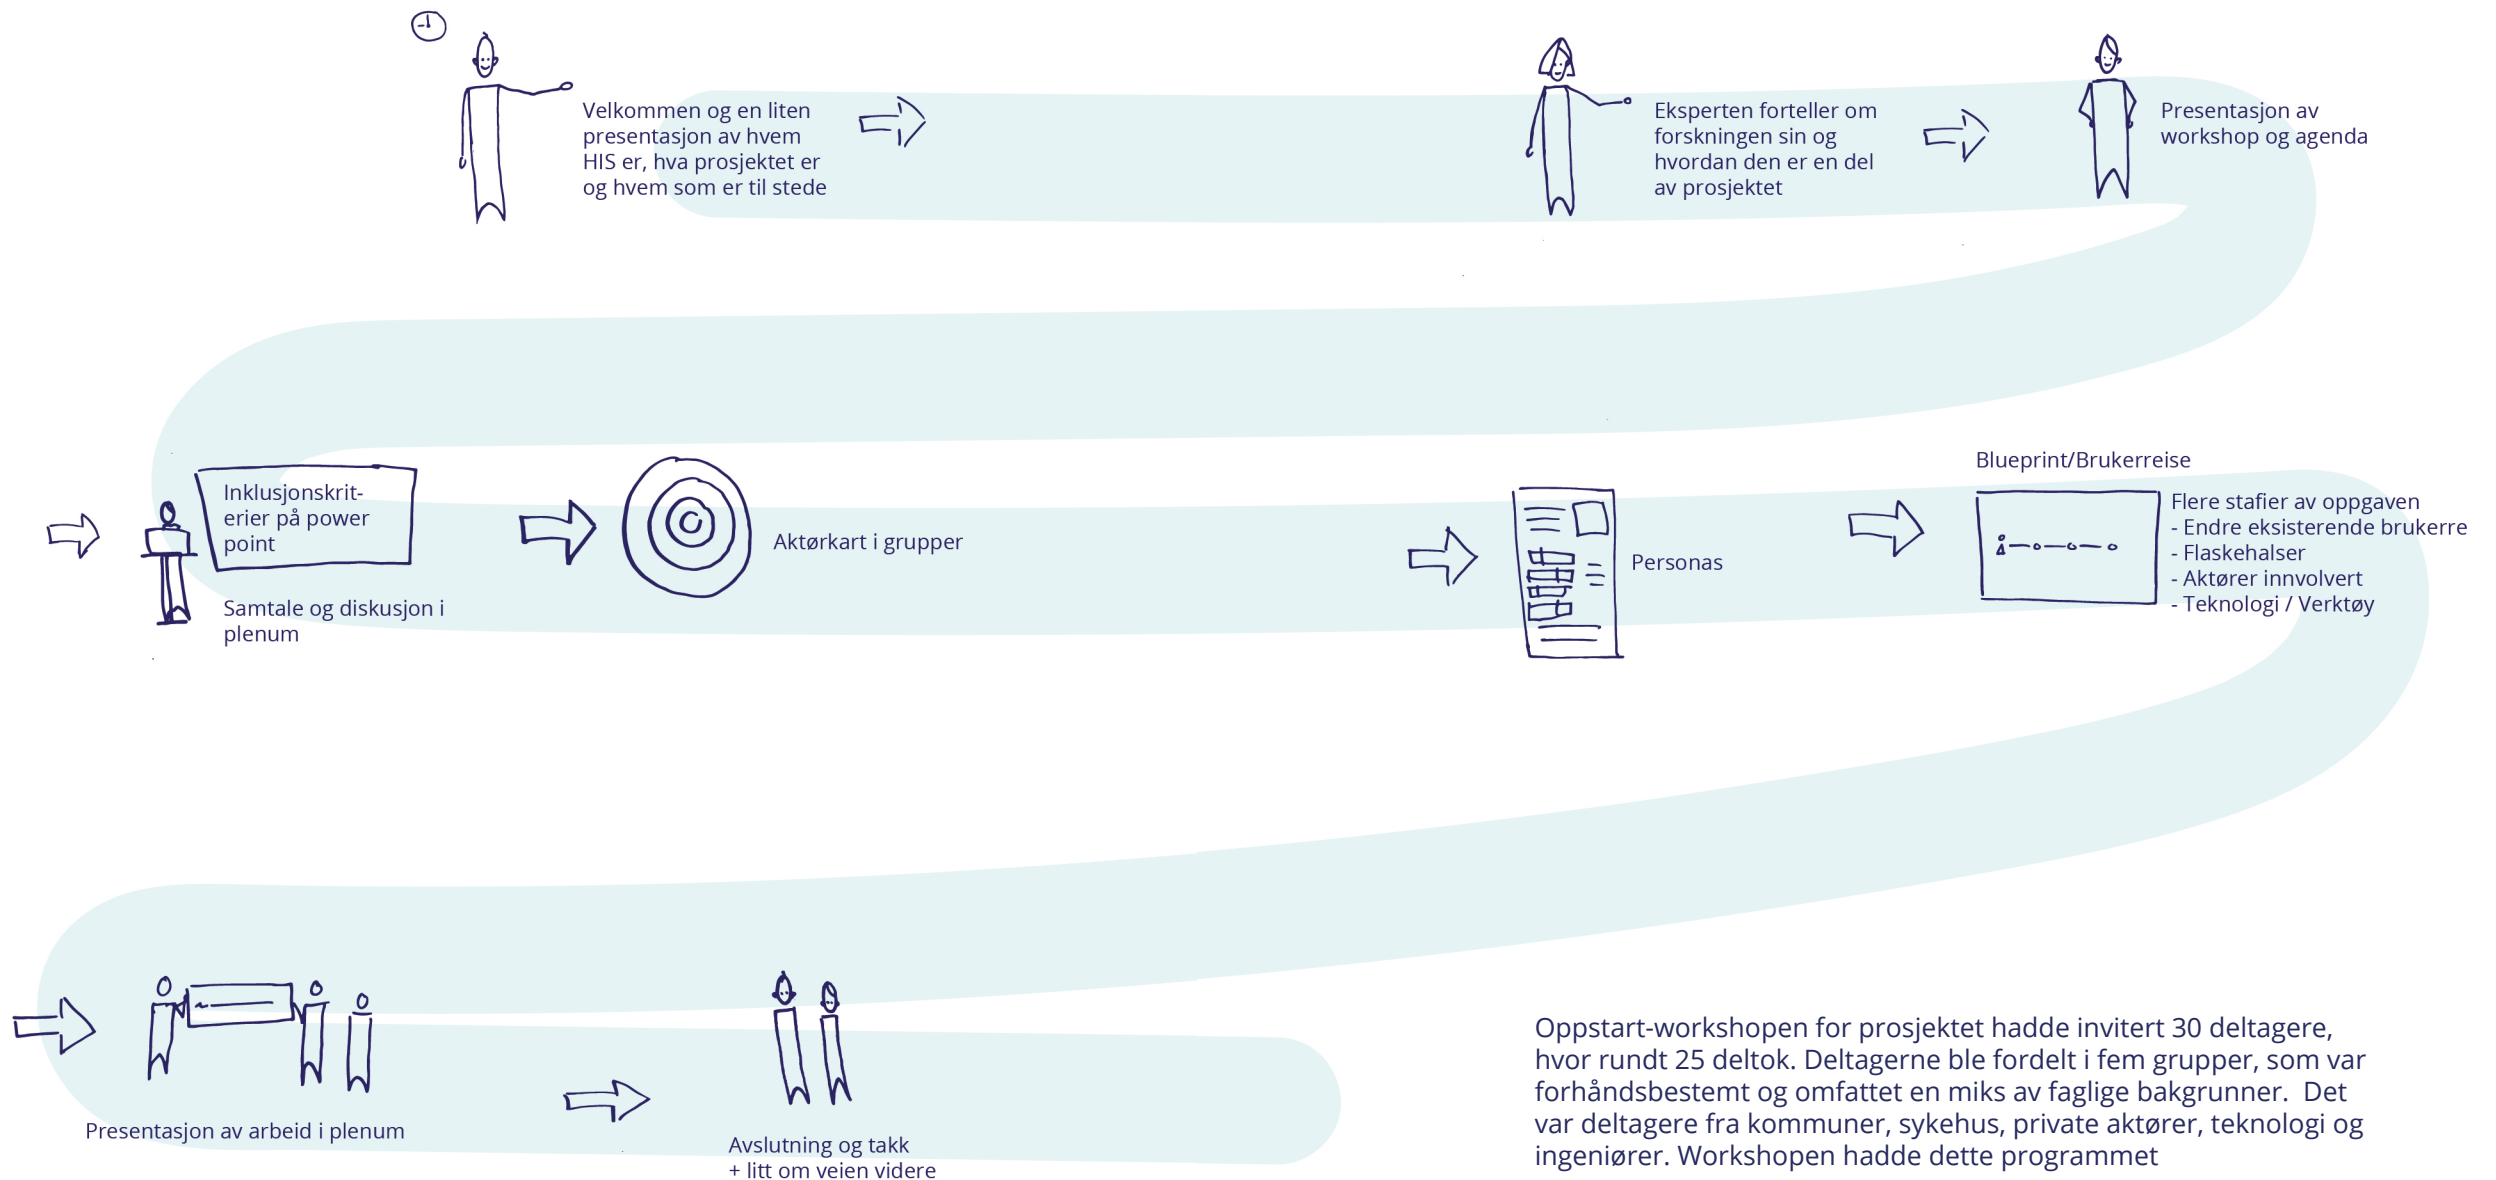 Velkommen og en liten
presentasjon av hvem
HIS er, hva prosjektet er
og hvem som er til stede
Eksperten forteller om
forskningen sin og
hvordan den er en del
av prosjektet
Presentasjon av
workshop og agenda
Inklusjonskrit-
erier på power
point
Samtale og diskusjon i
plenum
Aktørkart i grupper
Personas
Blueprint/Brukerreise
Flere stafier av oppgaven
- Endre eksisterende brukerre
- Flaskehalser
- Aktører innvolvert
- Teknologi / Verktøy
Presentasjon av arbeid i plenum
Avslutning og takk
+ litt om veien videre
Oppstart-workshopen for prosjektet hadde invitert 30 deltagere,
hvor rundt 25 deltok. Deltagerne ble fordelt i fem grupper, som var
forhåndsbestemt og omfattet en miks av faglige bakgrunner.  Det
var deltagere fra kommuner, sykehus, private aktører, teknologi og
ingeniører. Workshopen hadde dette programmet